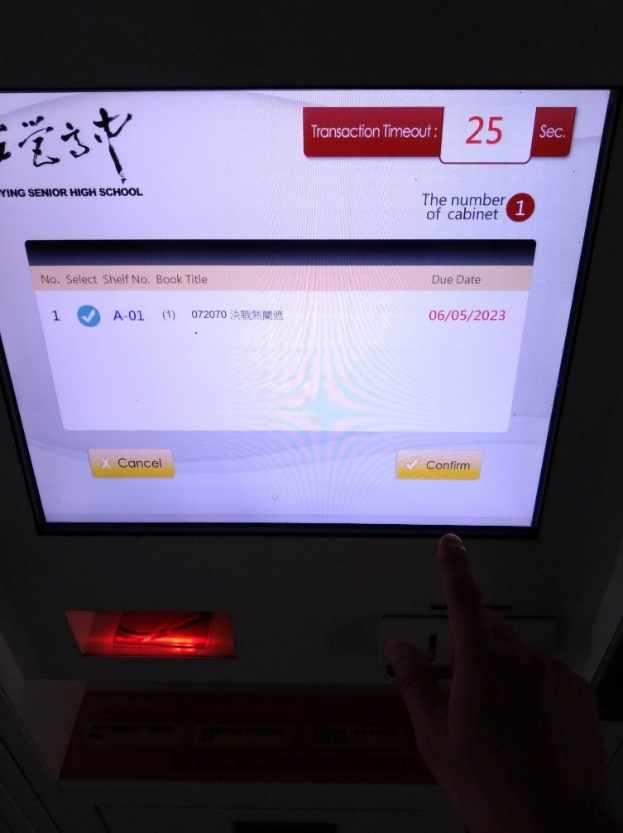 營高中
YING SENIOR HIGH SCHOOL
Transaction Timeout : 25 Sec.
The number of cabinet 1
No. Select Shelf No. Book Title Due Date
1 A-01 (1) 072070 決戰熱蘭遮 06/05/2023
X Cancel
Confirm